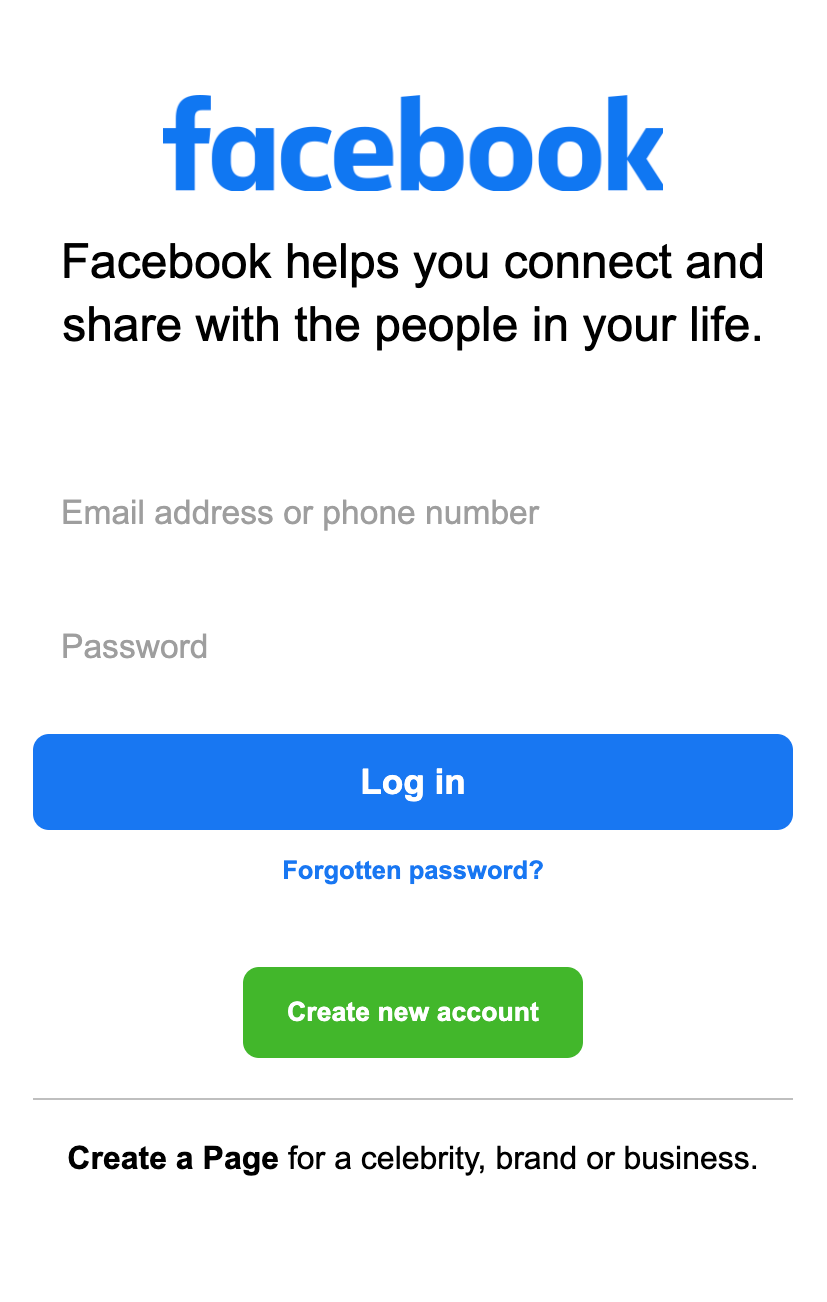 facebook
Facebook helps you connect and
share with the people in your life.
Email address or phone number
Password
Log in
Forgotten password?
Create new account
Create a Page for a celebrity, brand or business.